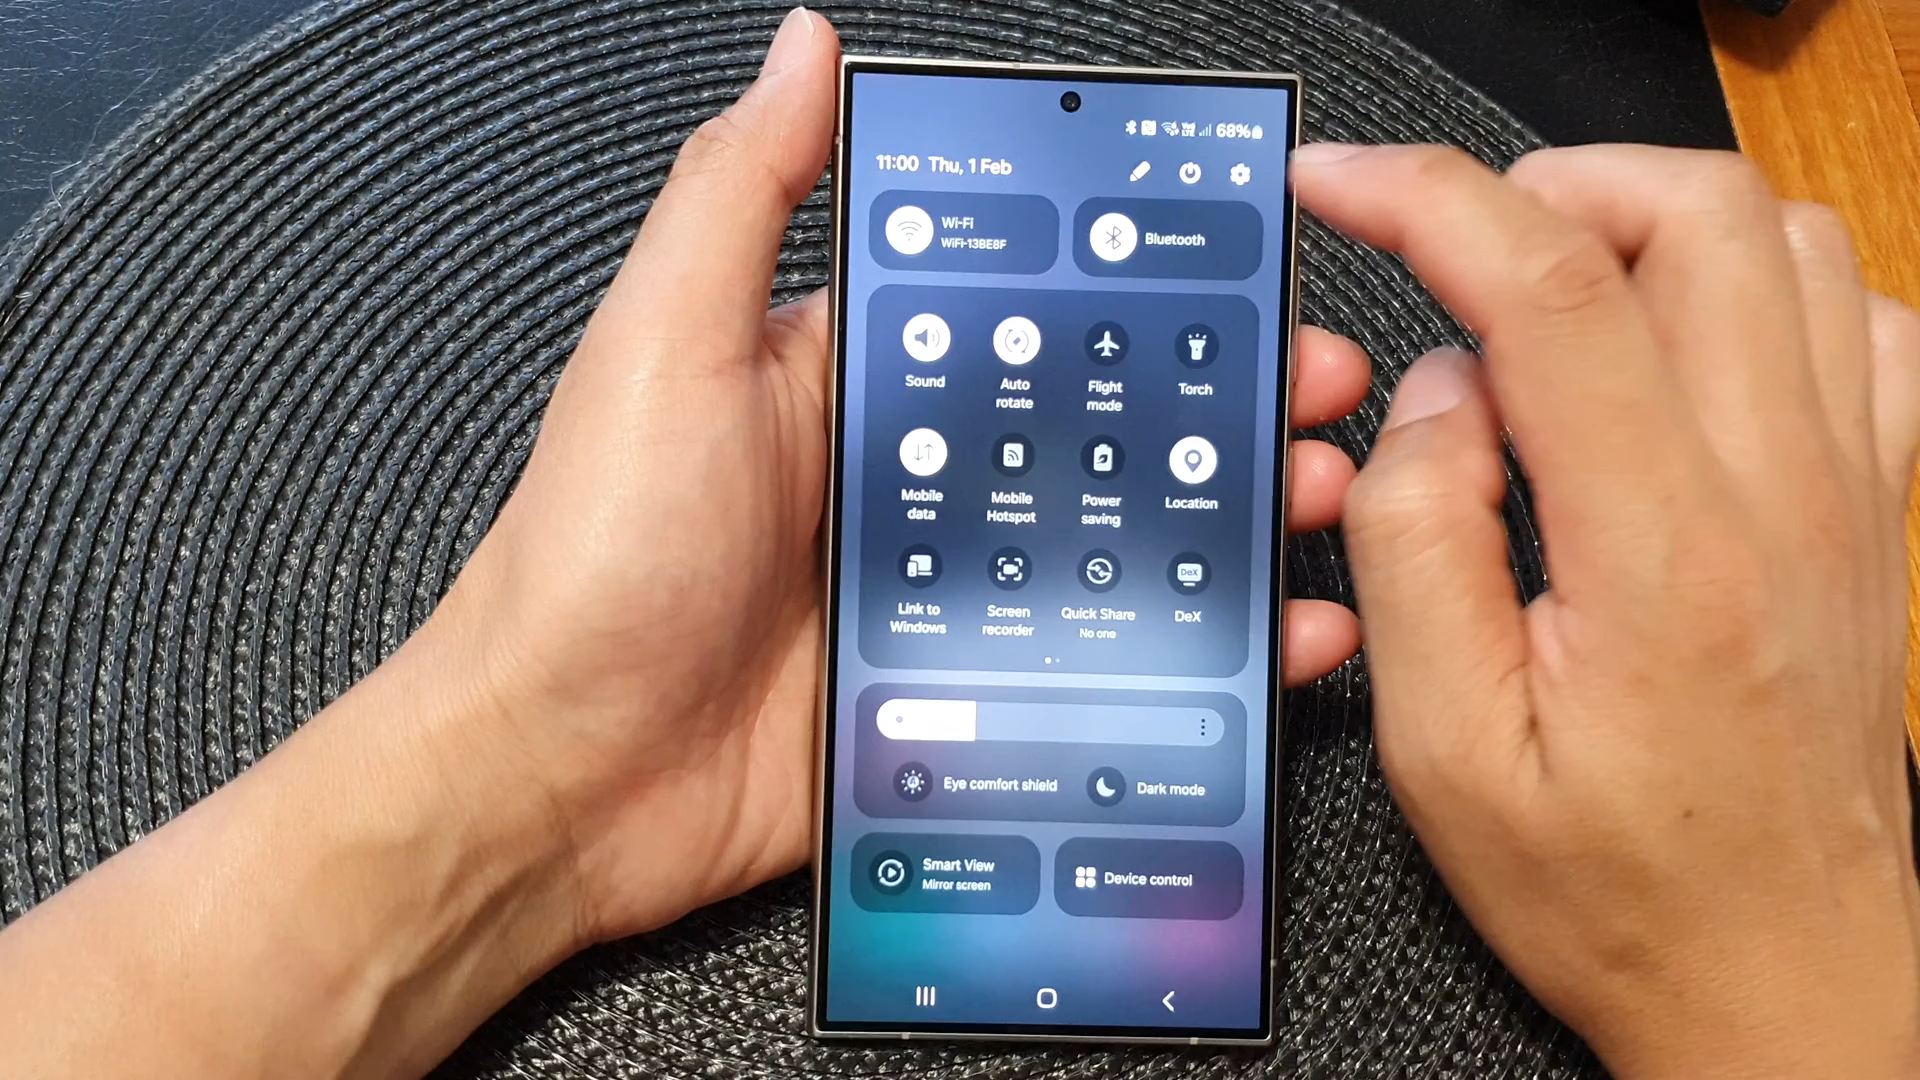 68%
11:00 Thu, 1 Feb
Wi-Fi
WiFi-13BE8F
Bluetooth
Sound
Auto
rotate
Flight
mode
Torch
Mobile
data
Mobile
Hotspot
Power
saving
Location
Link to
Windows
Screen
recorder
Quick Share
No one
DeX
DeX
Eye comfort shield
Dark mode
Smart View
Mirror screen
Device control